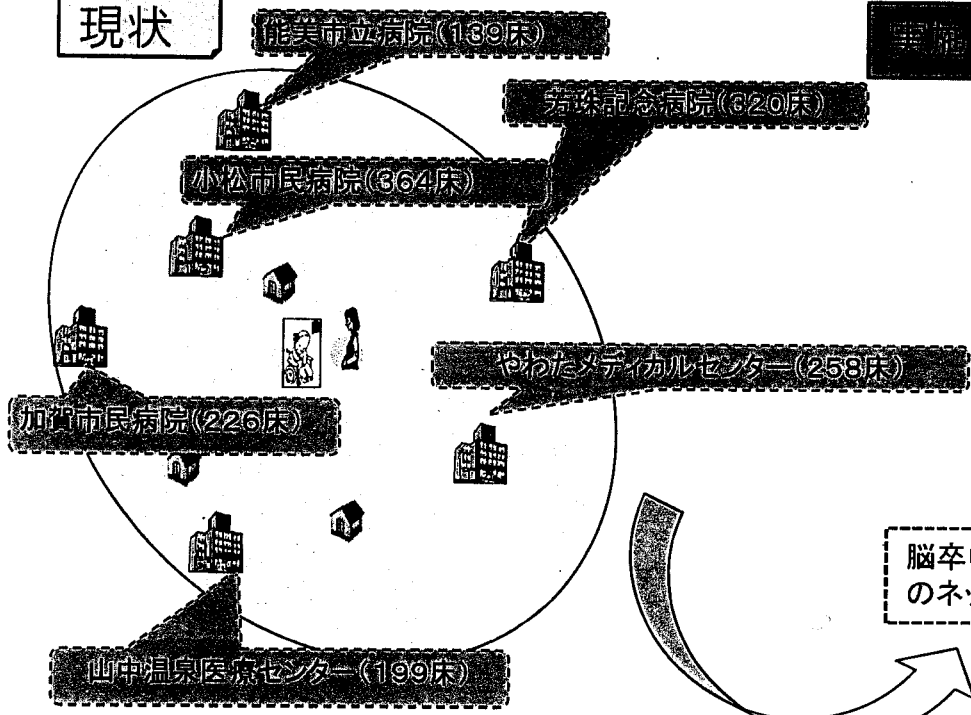 現状
能美市立病院(139床)
芳珠記念病院(320床)
小松市民病院(364床)
やわたメディカルセンター(258床)
加賀市民病院(226床)
山中温泉医療センター(199床)
脳卒
のネッ